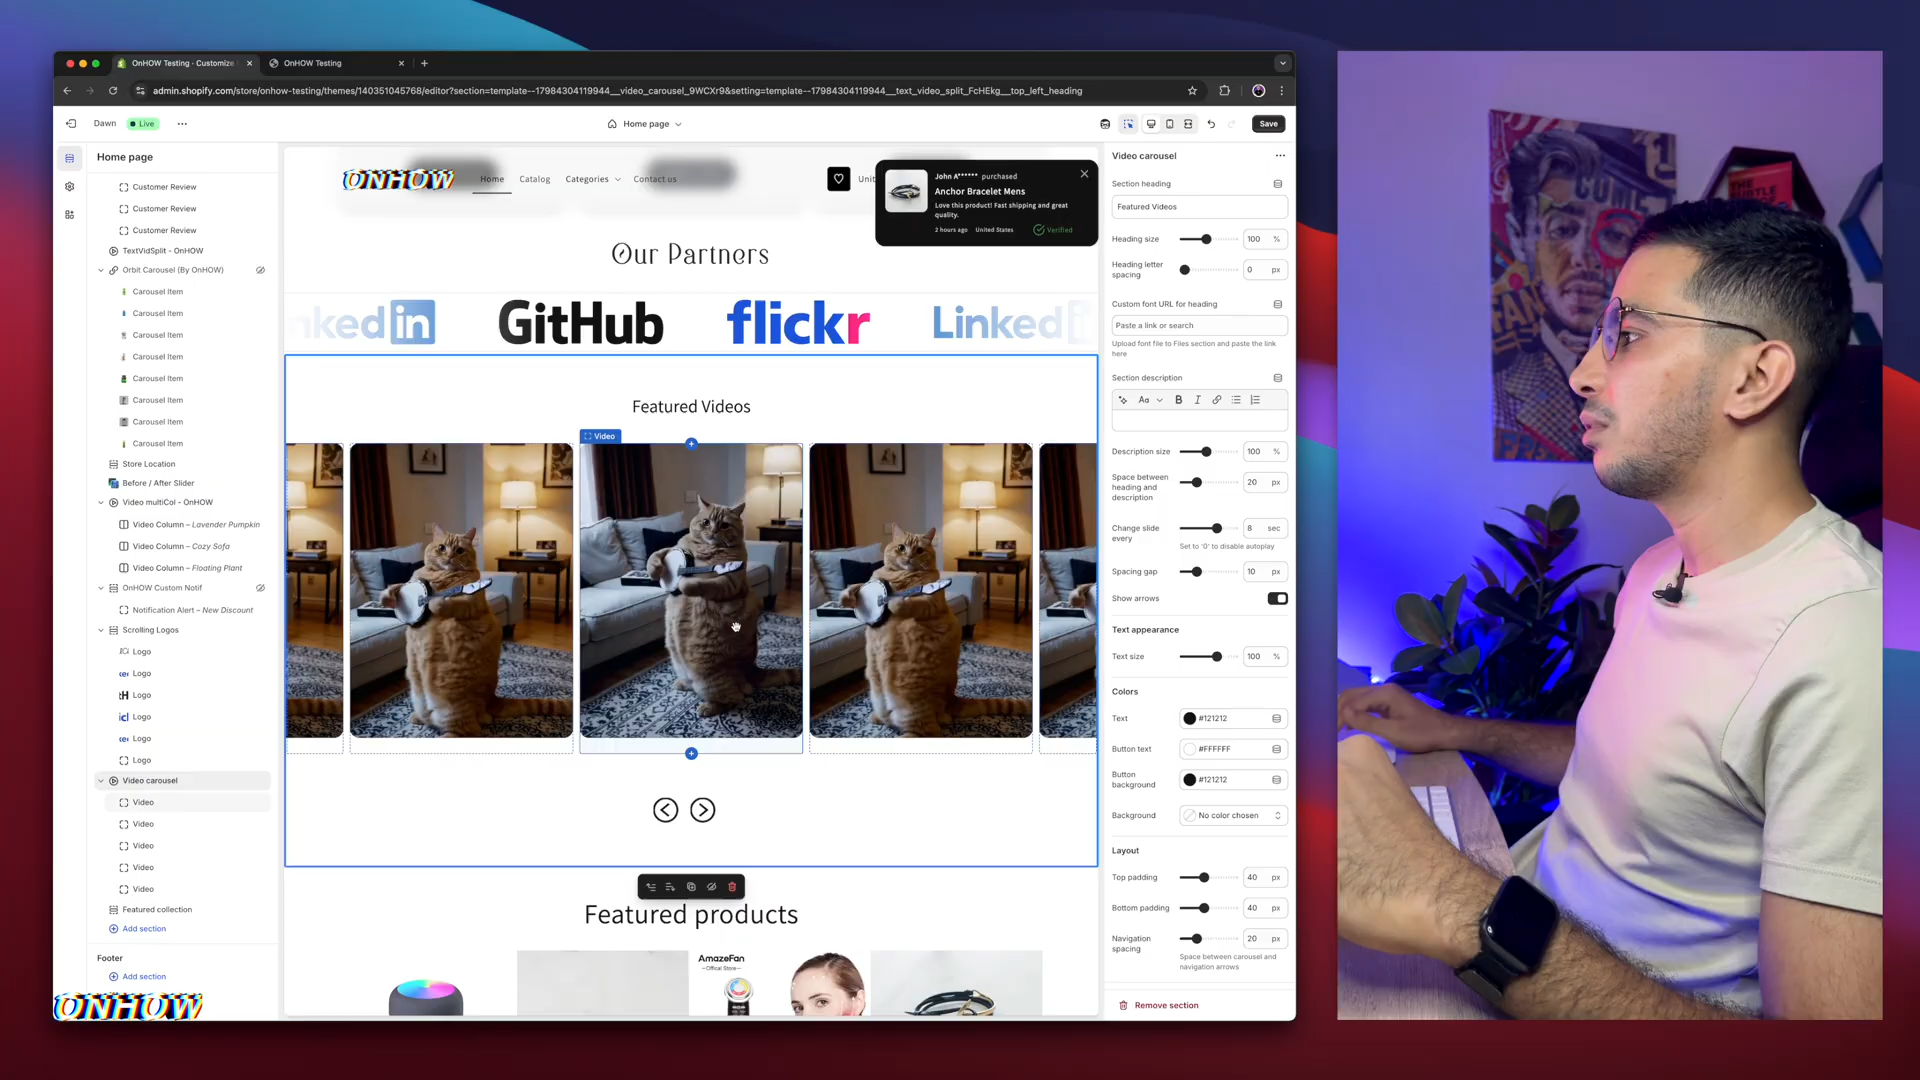 OnHOW Testing - Customize
OnHOW Testing
admin.shopify.com/store/onhow-testing/themes/140351045768/editor?section=template--17984304119944__video_carousel_9WCXr9&setting=template--17984304119944__text_video_split_FcHEkg__top_left_heading
Dawn
Live
Home page
Save
Home page
Customer Review
Customer Review
Customer Review
TextVidSplit - OnHOW
Orbit Carousel (By OnHOW)
Carousel Item
Carousel Item
Carousel Item
Carousel Item
Carousel Item
Carousel Item
Carousel Item
Carousel Item
Store Location
Before / After Slider
Video multiCol - OnHOW
Video Column – Lavender Pumpkin
Video Column – Cozy Sofa
Video Column – Floating Plant
OnHOW Custom Notif
Notification Alert – New Discount
Scrolling Logos
Logo
Logo
Logo
Logo
Logo
Logo
Video carousel
Video
Video
Video
Video
Video
Featured collection
Add section
Footer
Add section
ONHOW
ONHOW
Home
Catalog
Categories
Contact us
Unit
John A****** purchased
Anchor Bracelet Mens
Love this product! Fast shipping and great
quality.
2 hours ago
United States
Verified
Our Partners
nkedin
GitHub
flickr
Linkedi
Featured Videos
Video
Featured products
AmazeFan
—Offical Store—
Video carousel
Section heading
Featured Videos
Heading size
100 %
Heading letter
spacing
0 px
Custom font URL for heading
Paste a link or search
Upload font file to Files section and paste the link
here
Section description
Aa
B
I
Description size
100 %
Space between
heading and
description
20 px
Change slide
every
8 sec
Set to '0' to disable autoplay
Spacing gap
10 px
Show arrows
Text appearance
Text size
100 %
Colors
Text
#121212
Button text
#FFFFFF
Button
background
#121212
Background
No color chosen
Layout
Top padding
40 px
Bottom padding
40 px
Navigation
spacing
20 px
Space between carousel and
navigation arrows
Remove section